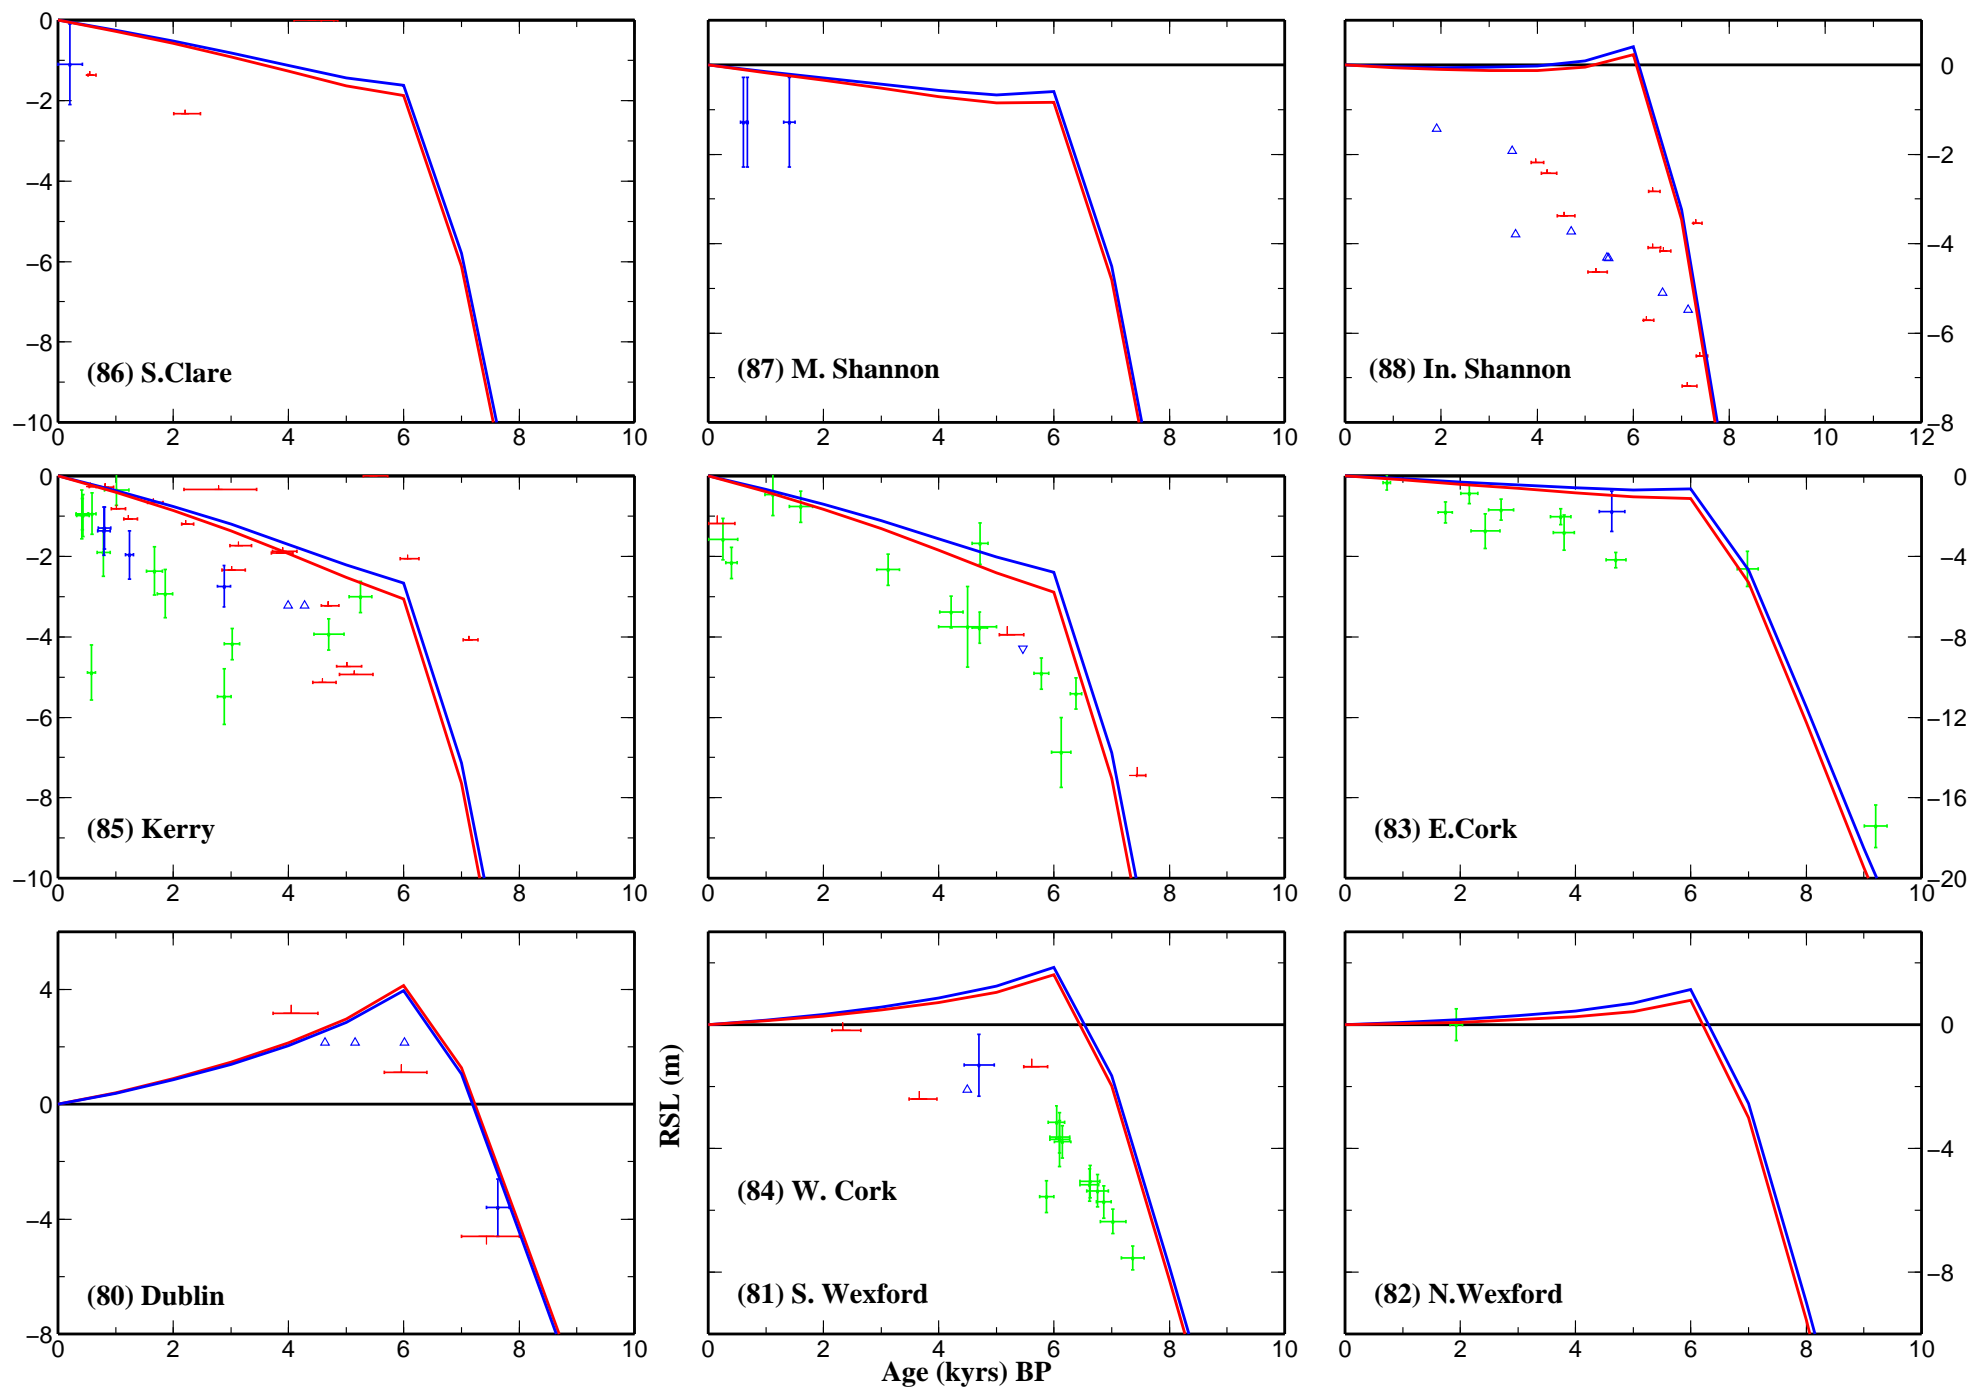 0
−2
−4
−6
−8
−10
0 2 4 6 8 10
(86) S.Clare
0 2 4 6 8 10
(87) M. Shannon
0
−2
−4
−6
−8
0 2 4 6 8 10 12
(88) In. Shannon
0
−2
−4
−6
−8
−10
0 2 4 6 8 10
(85) Kerry
0 2 4 6 8 10
0
−4
−8
−12
−16
−20
0 2 4 6 8 10
(83) E.Cork
4
0
−4
−8
0 2 4 6 8 10
(80) Dublin
RSL (m)
(84) W. Cork
(81) S. Wexford
0 2 4 6 8 10
Age (kyrs) BP
0
−4
−8
0 2 4 6 8 10
(82) N.Wexford